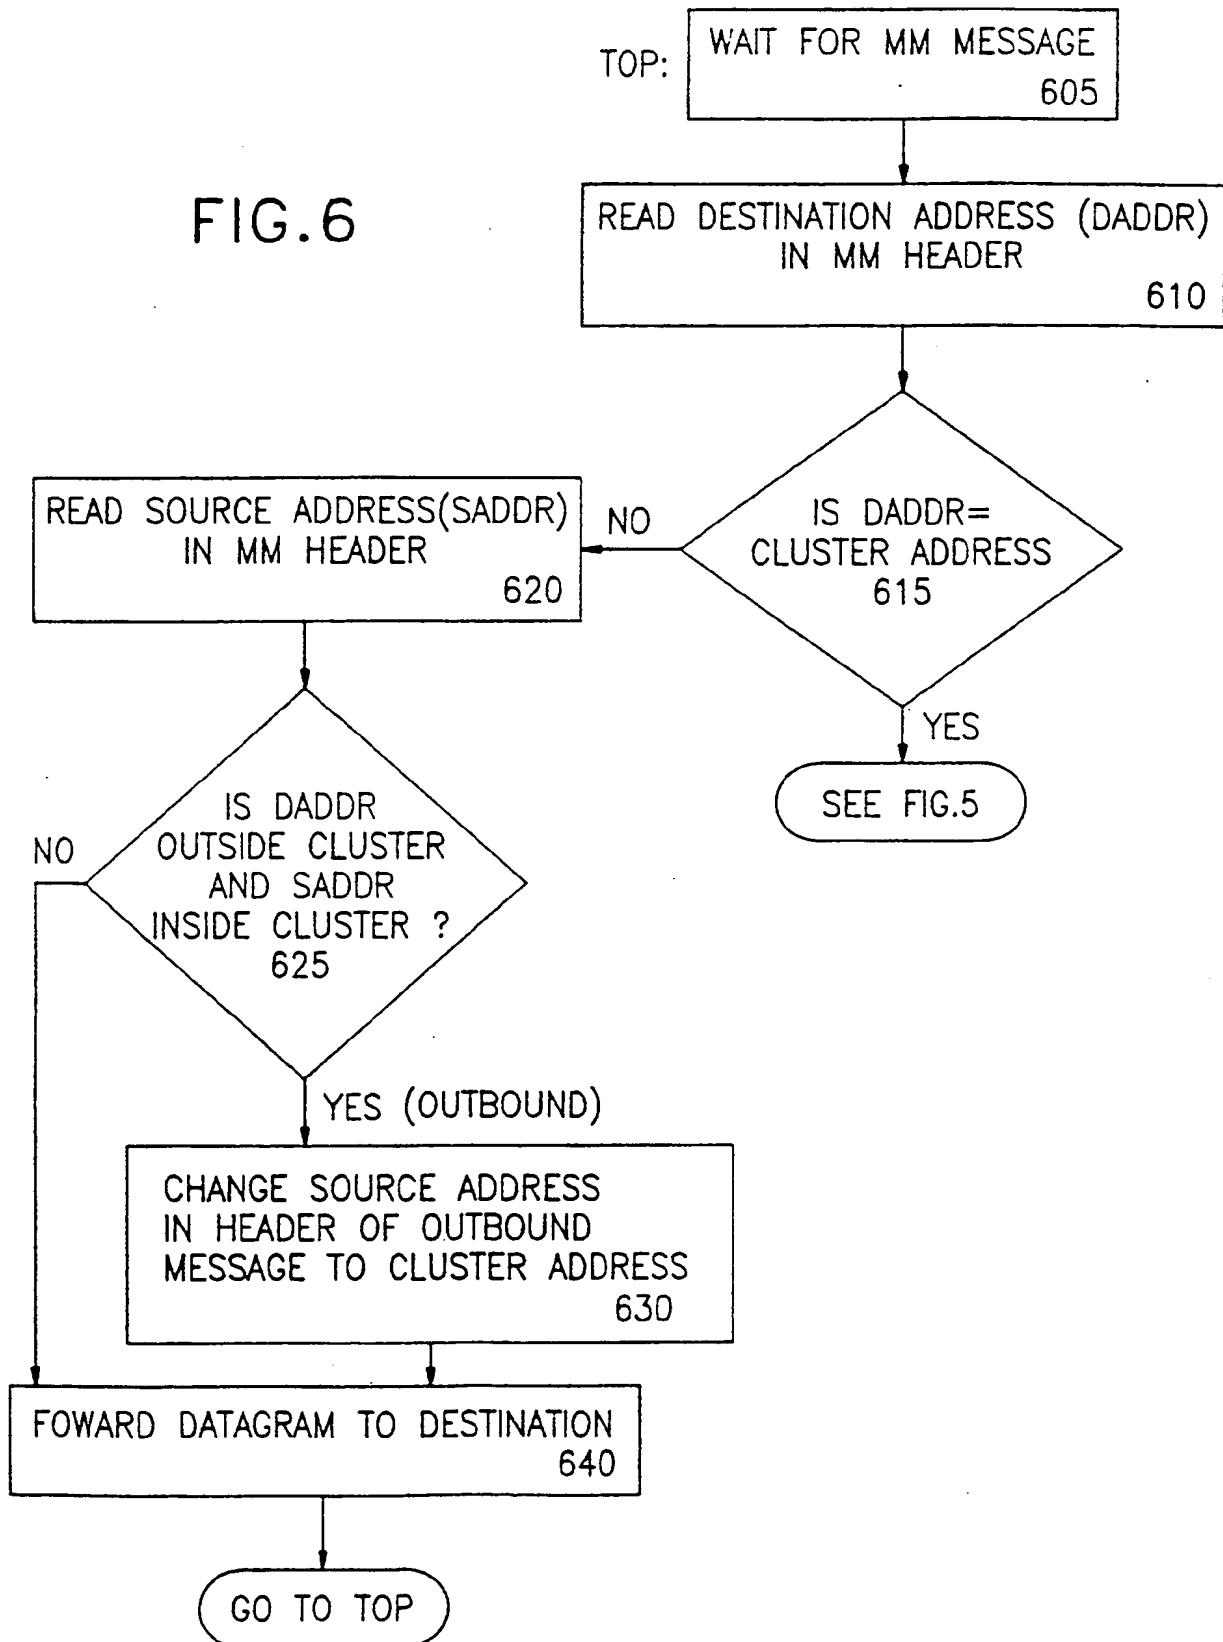 TOP:
WAIT FOR MM MESSAGE
605
FIG.6
READ DESTINATION ADDRESS (DADDR)
IN MM HEADER
610
IS DADDR=
CLUSTER ADDRESS
615
NO
READ SOURCE ADDRESS(SADDR)
IN MM HEADER
620
YES
SEE FIG.5
IS DADDR
OUTSIDE CLUSTER
AND SADDR
INSIDE CLUSTER ?
625
NO
YES (OUTBOUND)
CHANGE SOURCE ADDRESS
IN HEADER OF OUTBOUND
MESSAGE TO CLUSTER ADDRESS
630
FOWARD DATAGRAM TO DESTINATION
640
GO TO TOP